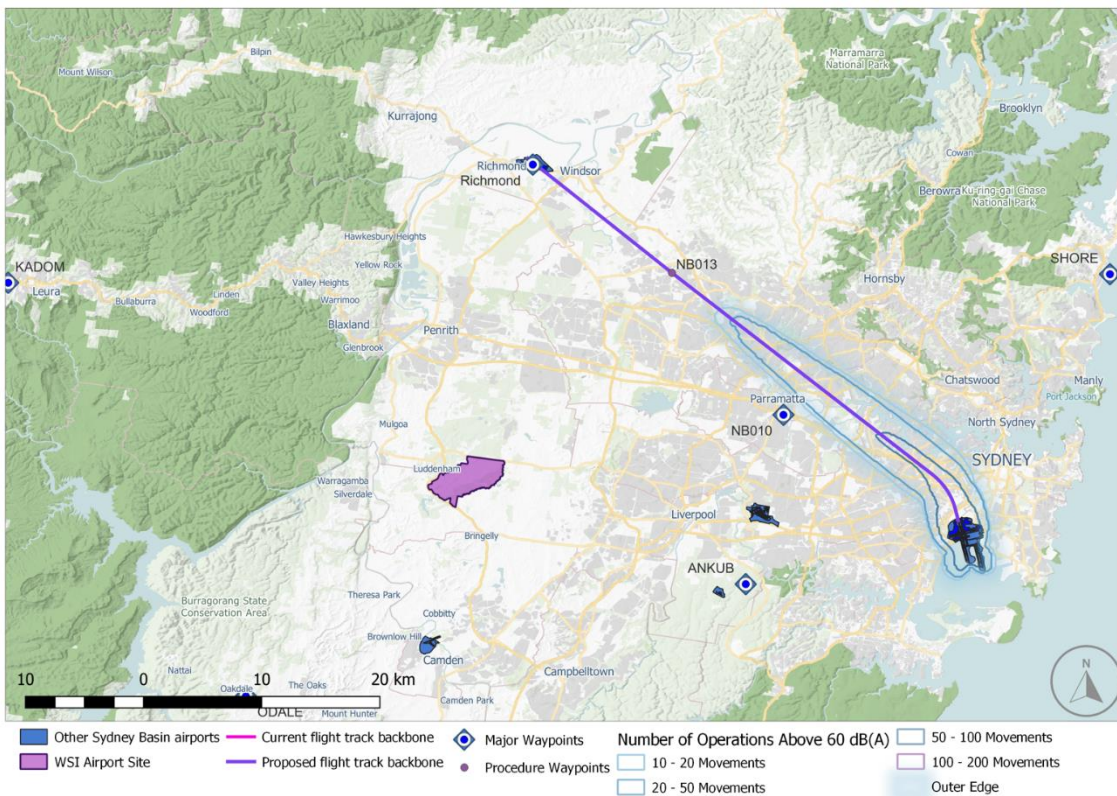 Bilpin
Mount Wilson
Marramarra
National Park
Kurrajong
Brooklyn
Cowan
Richmond
Windsor
Richmond
Berowra
Ku-ring-gai Chase
National Park
Hawkesbury Heights
KADOM
Yellow Rock
NB013
SHORE
Leura
Linden
Valley Heights
Hornsby
Bullaburra
Woodford
Warrimoo
Blaxland
Penrith
Glenbrook
Chatswood
Manly
Parramatta
Port Jackson
NB010
North Sydney
Mulgoa
SYDNEY
Luddenham
Warragamba
Silverdale
Liverpool
Bringelly
ANKUB
Theresa Park
Burragorang State
Conservation Area
Cobbitty
Brownlow Hill
Camden
Campbelltown
Nattai
10 0 10 20 km
Oakdale
The Oaks
Camden Park
ODALE
Mount Hunter
N
Other Sydney Basin airports
Current flight track backbone
Major Waypoints
Number of Operations Above 60 dB(A)
50 - 100 Movements
WSI Airport Site
Proposed flight track backbone
Procedure Waypoints
10 - 20 Movements
100 - 200 Movements
20 - 50 Movements
Outer Edge